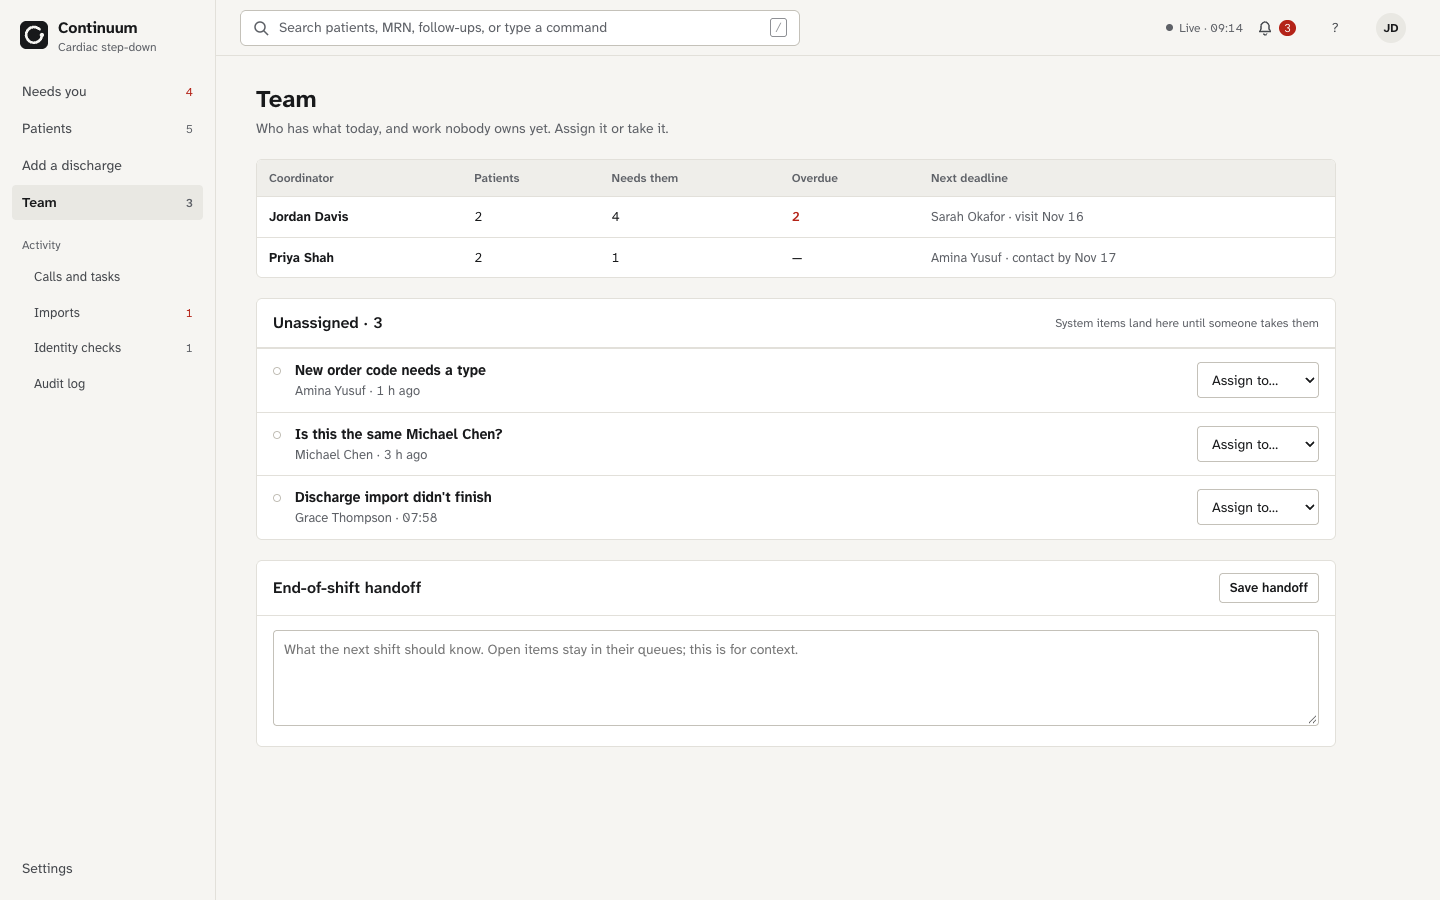 Continuum
Cardiac step-down
Search patients, MRN, follow-ups, or type a command
/
Live · 09:14
3
?
JD
Needs you 4
Patients 5
Add a discharge
Team 3
Activity
Calls and tasks
Imports 1
Identity checks 1
Audit log
Settings
Team
Who has what today, and work nobody owns yet. Assign it or take it.
Coordinator Patients Needs them Overdue Next deadline
Jordan Davis 2 4 2 Sarah Okafor · visit Nov 16
Priya Shah 2 1 — Amina Yusuf · contact by Nov 17
Unassigned · 3
System items land here until someone takes them
New order code needs a type
Amina Yusuf · 1 h ago
Assign to...
Is this the same Michael Chen?
Michael Chen · 3 h ago
Assign to...
Discharge import didn't finish
Grace Thompson · 07:58
Assign to...
End-of-shift handoff
Save handoff
What the next shift should know. Open items stay in their queues; this is for context.